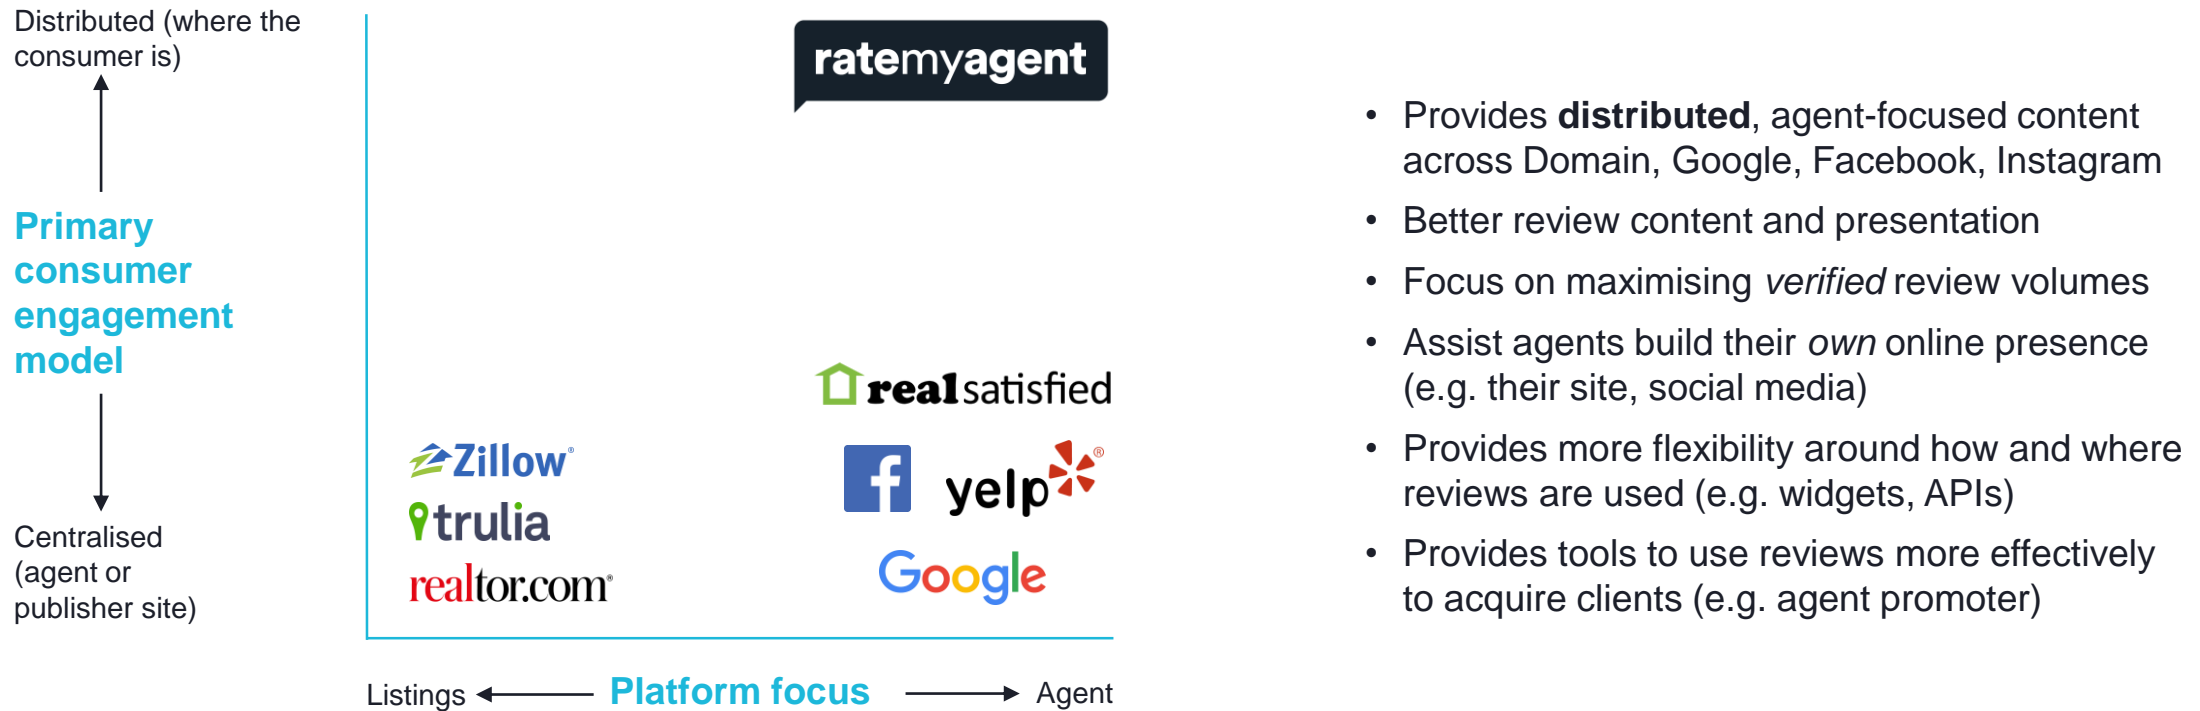 Distributed (where the
consumer is)
Primary
consumer
engagement
model
Centralised
(agent or
publisher site)
ratemyagent
realsatisfied
Zillow®
trulia
realtor.com®
f
yelp®
Google
Listings
Platform focus
Agent
• Provides distributed, agent-focused content
across Domain, Google, Facebook, Instagram
• Better review content and presentation
• Focus on maximising verified review volumes
• Assist agents build their own online presence
(e.g. their site, social media)
• Provides more flexibility around how and where
reviews are used (e.g. widgets, APIs)
• Provides tools to use reviews more effectively
to acquire clients (e.g. agent promoter)